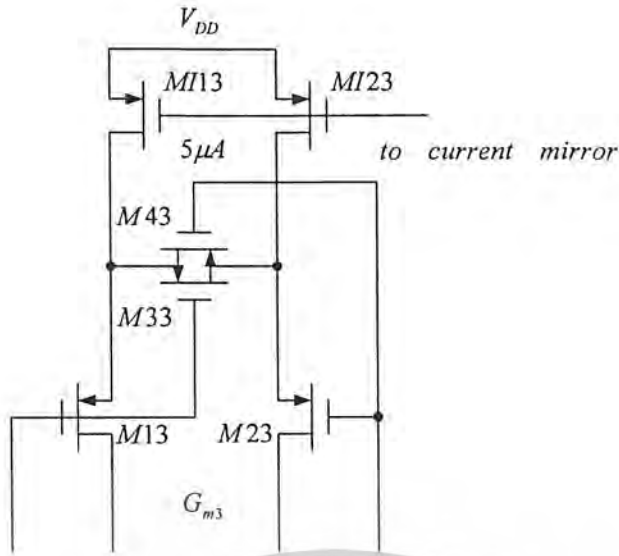 V_DD
MI13 MI23
5μA to current mirror
M43
M33
M13 M23
G_m3